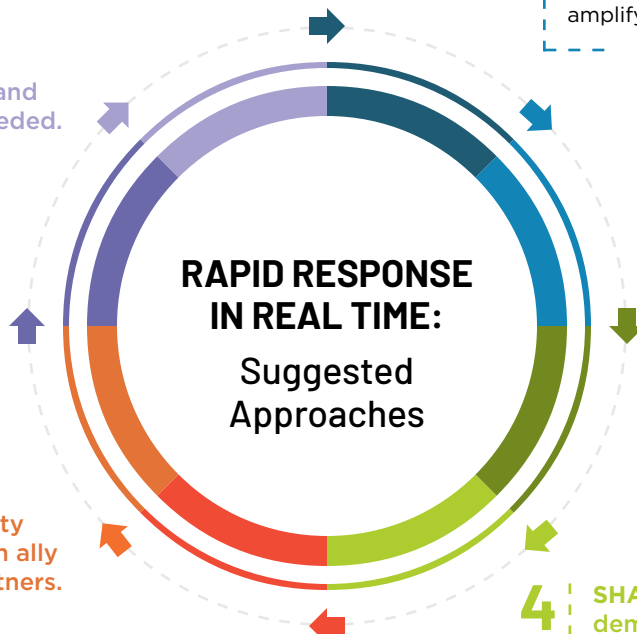 amplify
and
eded.
RAPID RESPONSE
IN REAL TIME:
Suggested
Approaches
ty
n ally
tners.
4 SHA
dem